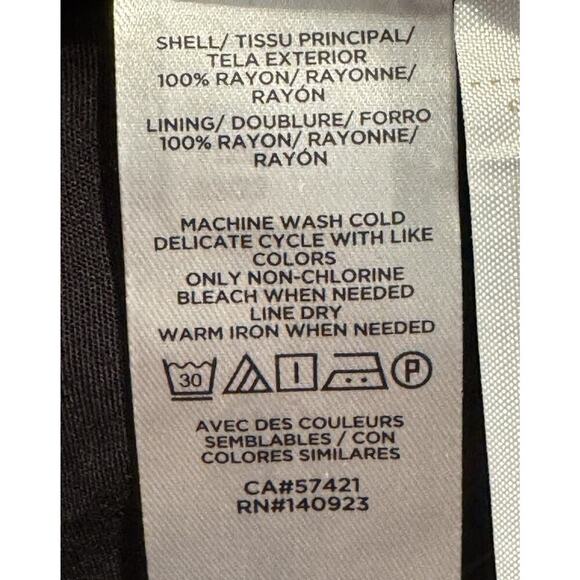 SHELL/ TISSU PRINCIPAL/
TELA EXTERIOR
100% RAYON/ RAYONNE/
RAYÓN
LINING/ DOUBLURE/ FORRO
100% RAYON/ RAYONNE/
RAYÓN
MACHINE WASH COLD
DELICATE CYCLE WITH LIKE
COLORS
ONLY NON-CHLORINE
BLEACH WHEN NEEDED
LINE DRY
WARM IRON WHEN NEEDED
30 P
AVEC DES COULEURS
SEMBLABLES / CON
COLORES SIMILARES
CA#57421
RN#140923